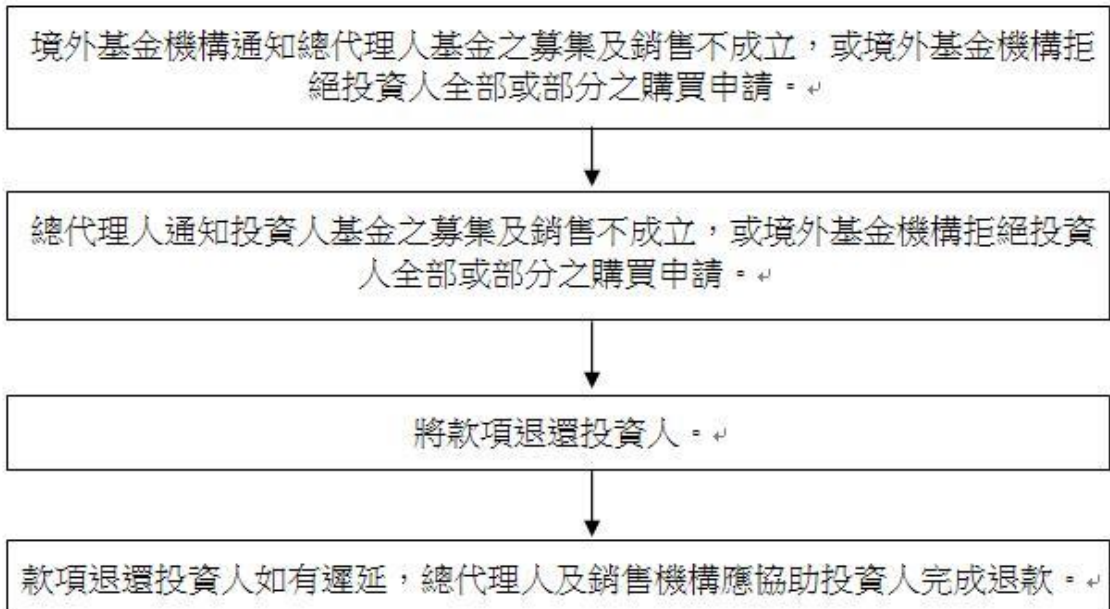 境外基金機構通知總代理人基金之募集及銷售不成立，或境外基金機構拒
絕投資人全部或部分之購買申請。↵
總代理人通知投資人基金之募集及銷售不成立，或境外基金機構拒絕投資
人全部或部分之購買申請。↵
將款項退還投資人。↵
款項退還投資人如有遲延，總代理人及銷售機構應協助投資人完成退款。↵